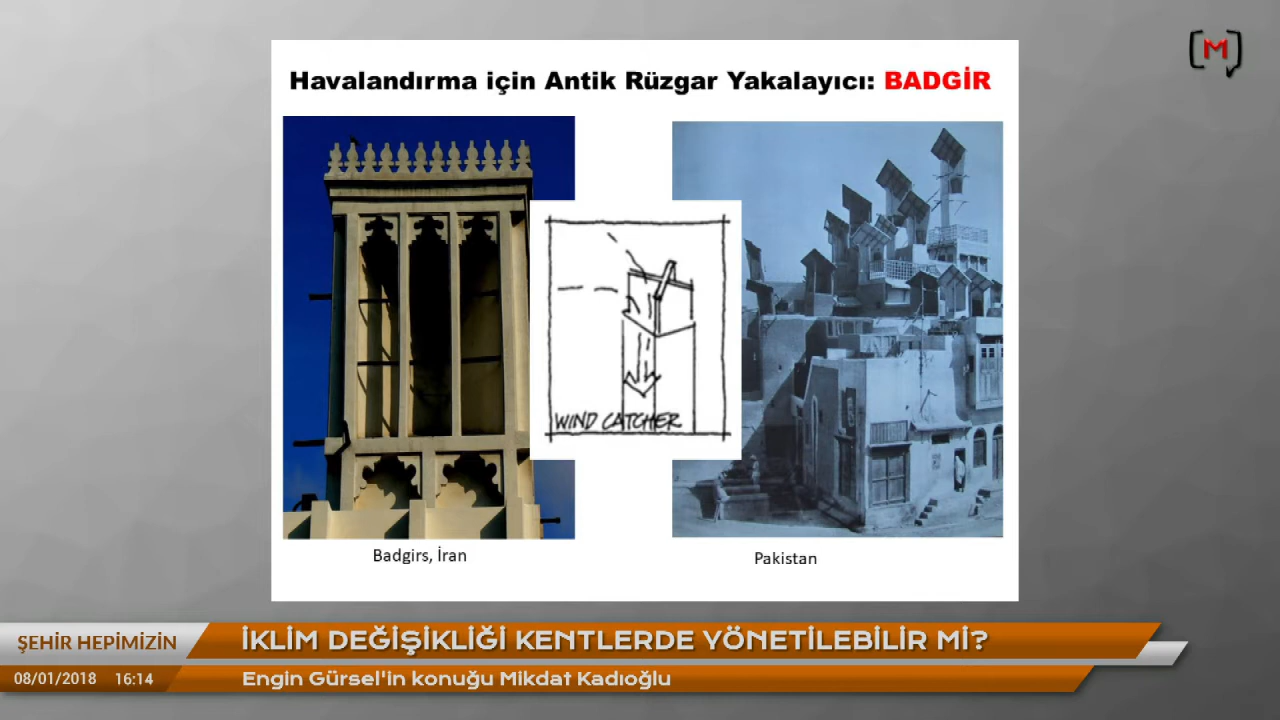 [M]
Havalandırma için Antik Rüzgar Yakalayıcı: BADGİR
WIND CATCHER
Badgirs, İran
Pakistan
ŞEHİR HEPİMİZİN
İKLİM DEĞİŞİKLİĞİ KENTLERDE YÖNETİLEBİLİR Mİ?
08/01/2018 16:14
Engin Gürsel'in konuğu Mikdat Kadıoğlu